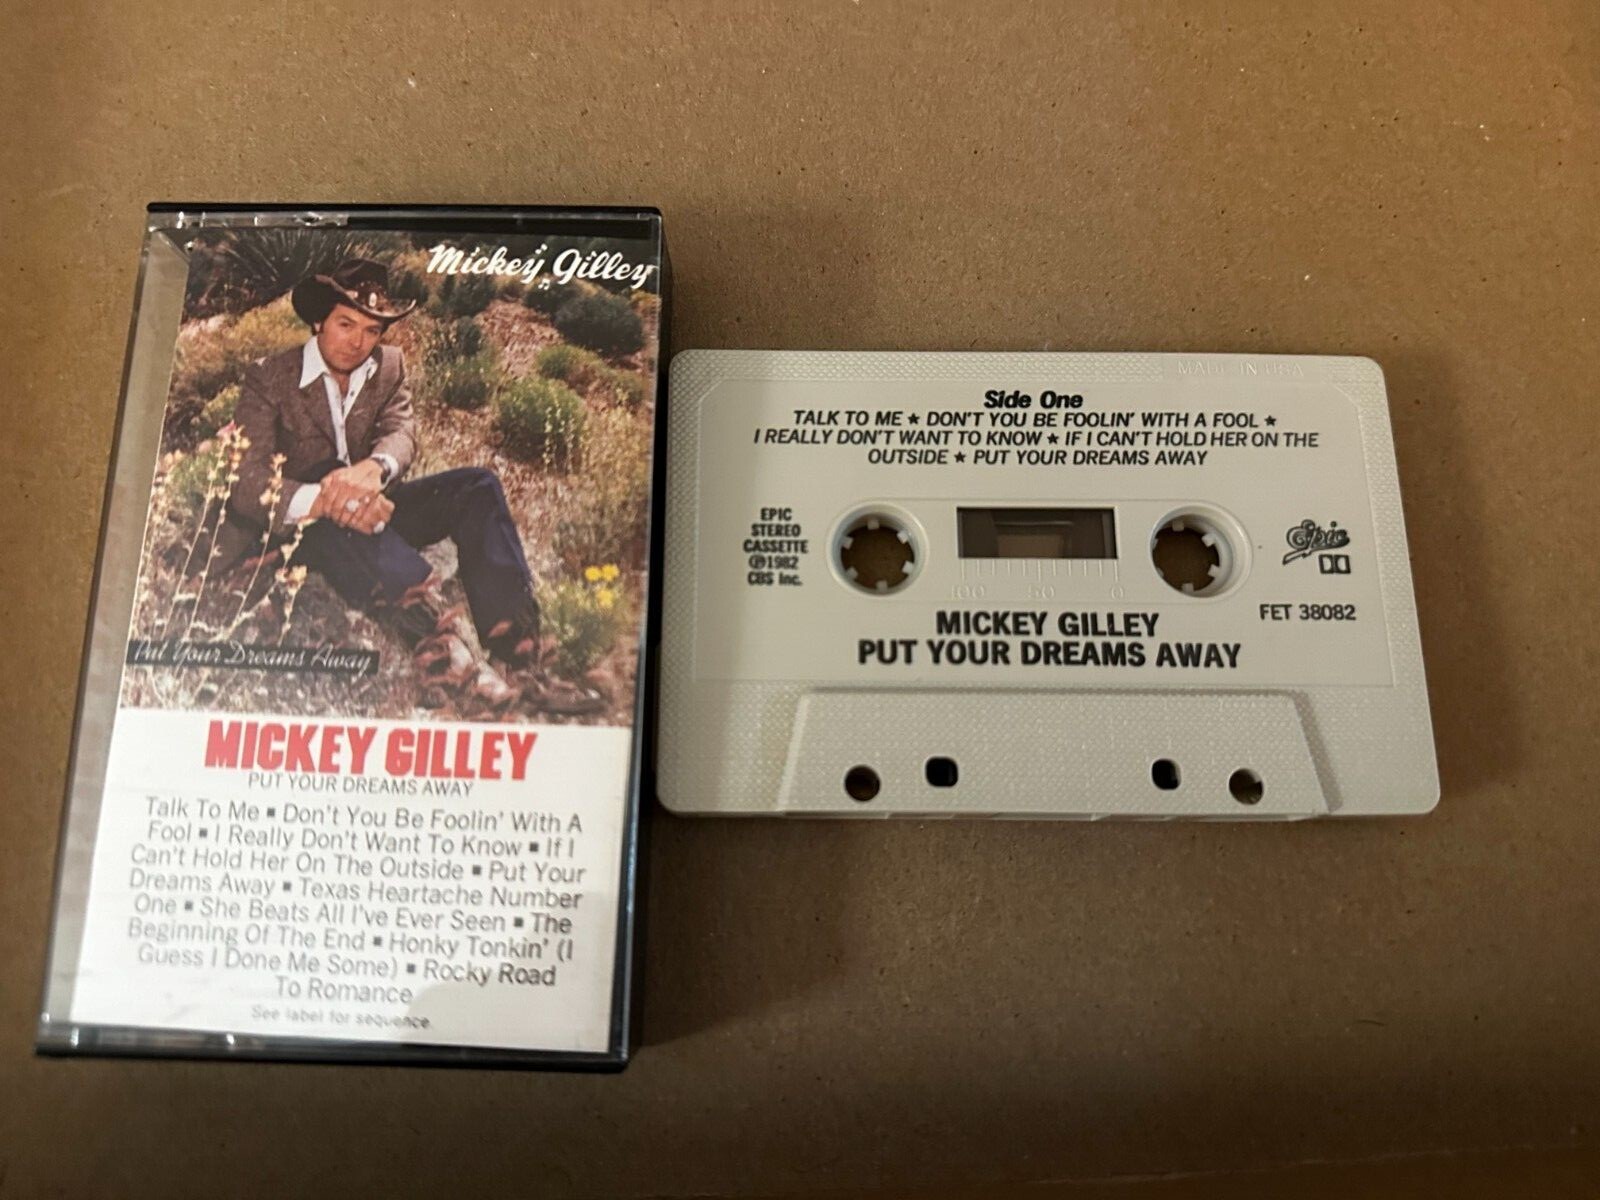 Mickey Gilley
Put Your Dreams Away
MICKEY GILLEY
PUT YOUR DREAMS AWAY
Talk To Me ▪ Don't You Be Foolin' With A
Fool ▪ I Really Don't Want To Know ▪ If I
Can't Hold Her On The Outside ▪ Put Your
Dreams Away ▪ Texas Heartache Number
One ▪ She Beats All I've Ever Seen ▪ The
Beginning Of The End ▪ Honky Tonkin' (I
Guess I Done Me Some) ▪ Rocky Road
To Romance
See label for sequence.
MADE IN USA
Side One
TALK TO ME ★ DON'T YOU BE FOOLIN' WITH A FOOL ★
I REALLY DON'T WANT TO KNOW ★ IF I CAN'T HOLD HER ON THE
OUTSIDE ★ PUT YOUR DREAMS AWAY
EPIC
STEREO
CASSETTE
℗1982
CBS Inc.
Epic
100 50 0
FET 38082
MICKEY GILLEY
PUT YOUR DREAMS AWAY